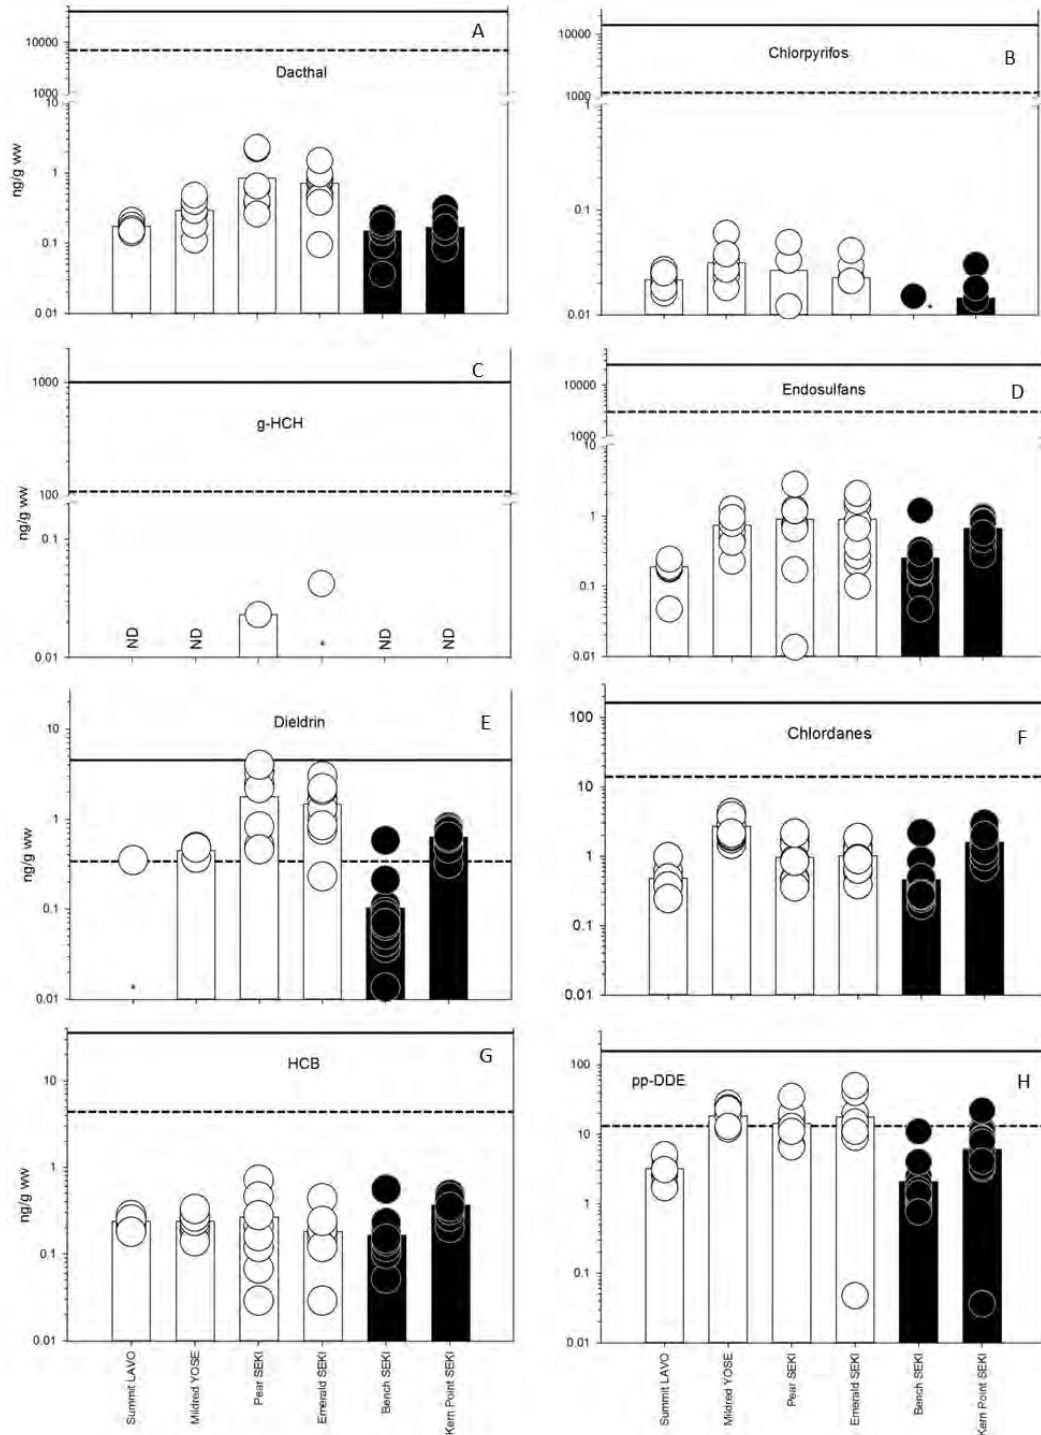 A
10000
Dacthal
1000
10
ng/g ww
1
0.1
0.01
B
10000
Chlorpyrifos
1000
1
0.1
*
0.01
C
1000
g-HCH
100
ng/g ww
0.1
ND
ND
*
ND
ND
0.01
D
10000
Endosulfans
1000
10
1
0.1
0.01
E
Dieldrin
10
ng/g ww
1
0.1
*
0.01
F
100
Chlordanes
10
1
0.1
0.01
G
HCB
10
ng/g ww
1
0.1
0.01
Summit LAVO
Mildred YOSE
Pear SEKI
Emerald SEKI
Bench SEKI
Kern Point SEKI
H
100
pp-DDE
10
1
0.1
0.01
Summit LAVO
Mildred YOSE
Pear SEKI
Emerald SEKI
Bench SEKI
Kern Point SEKI